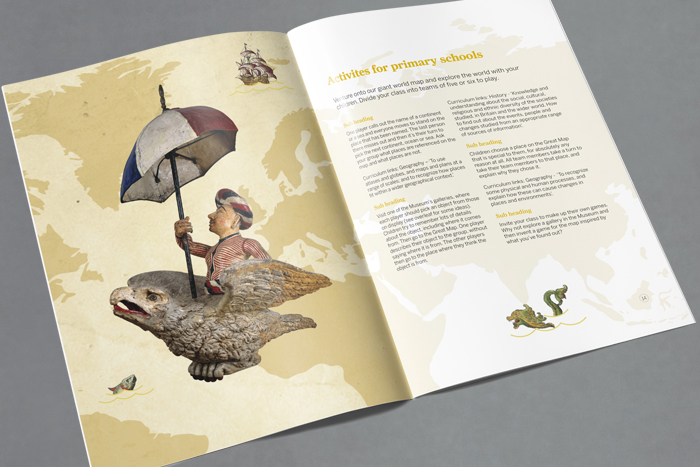 Activites for primary schools
Venture onto our giant world map and explore the world with your
children. Divide your class into teams of five or six to play.
Sub heading
One player calls out the name of a continent
or sea and everyone moves to stand on the
place that has been named. The last person
there moves out and then it's their turn to
pick the next continent, ocean or sea. Ask
your group what places are referenced on the
map and what places are not.
Curriculum links: Geography - 'To use
atlases and globes, and maps and plans at a
range of scales', and to recognize how places
fit within a wider geographical context.
Sub heading
Visit one of the Museum's galleries, where
each player should pick an object from those
on display (see overleaf for some ideas).
Children try to remember lots of details
about the object, including where it comes
from. Then go to the Great Map. One player
describes their object to the group, without
saying where it is from. The other players
then go to the place where they think the
object is from.
Curriculum links: History - 'Knowledge and
understanding about the social, cultural,
religious and ethnic diversity of the societies
studied, in Britain and the wider world. How
to find out about the events, people and
changes studied from an appropriate range
of sources of information'.
Sub heading
Children choose a place on the Great Map
that is special to them, for absolutely any
reason at all. All team members take a turn to
take their team members to that place, and
explain why they chose it.
Curriculum links: Geography - 'To recognize
some physical and human processes, and
explain how these can cause changes in
places and environments'.
Sub heading
Invite your class to make up their own games.
Why not explore a gallery in the Museum and
then invent a game for the map inspired by
what you've found out?